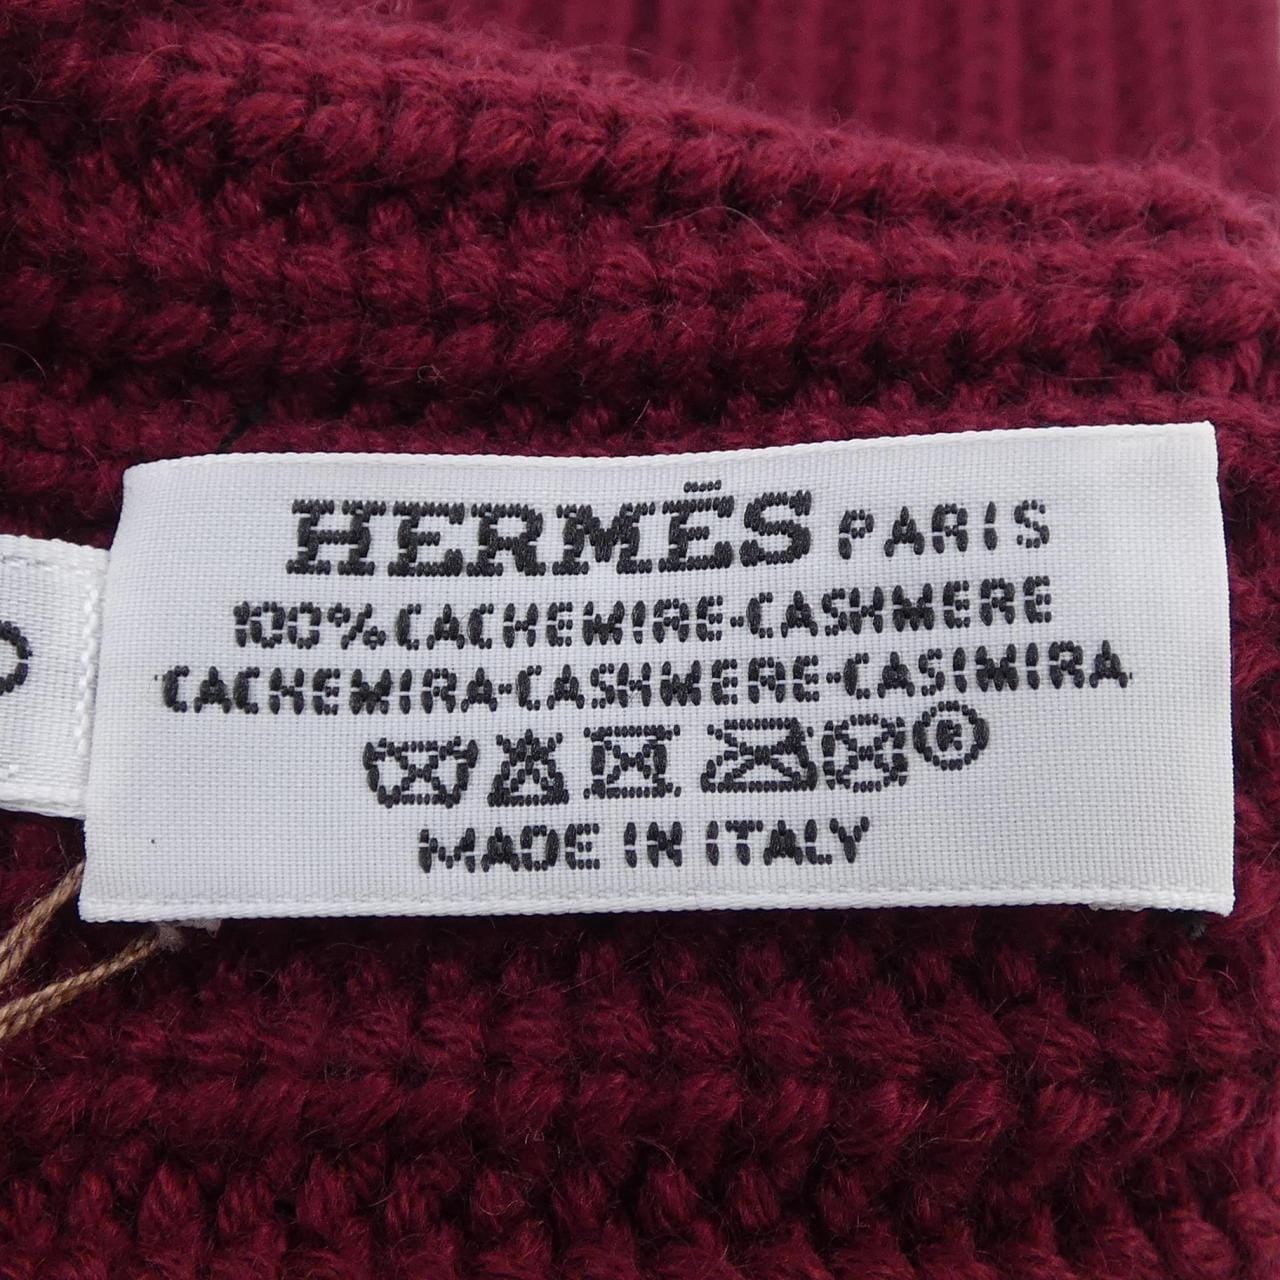 HERMÈS PARIS
100% CACHEMIRE-CASHMERE
CACHEMIRA-CASHMERE-CASIMIRA
®
MADE IN ITALY